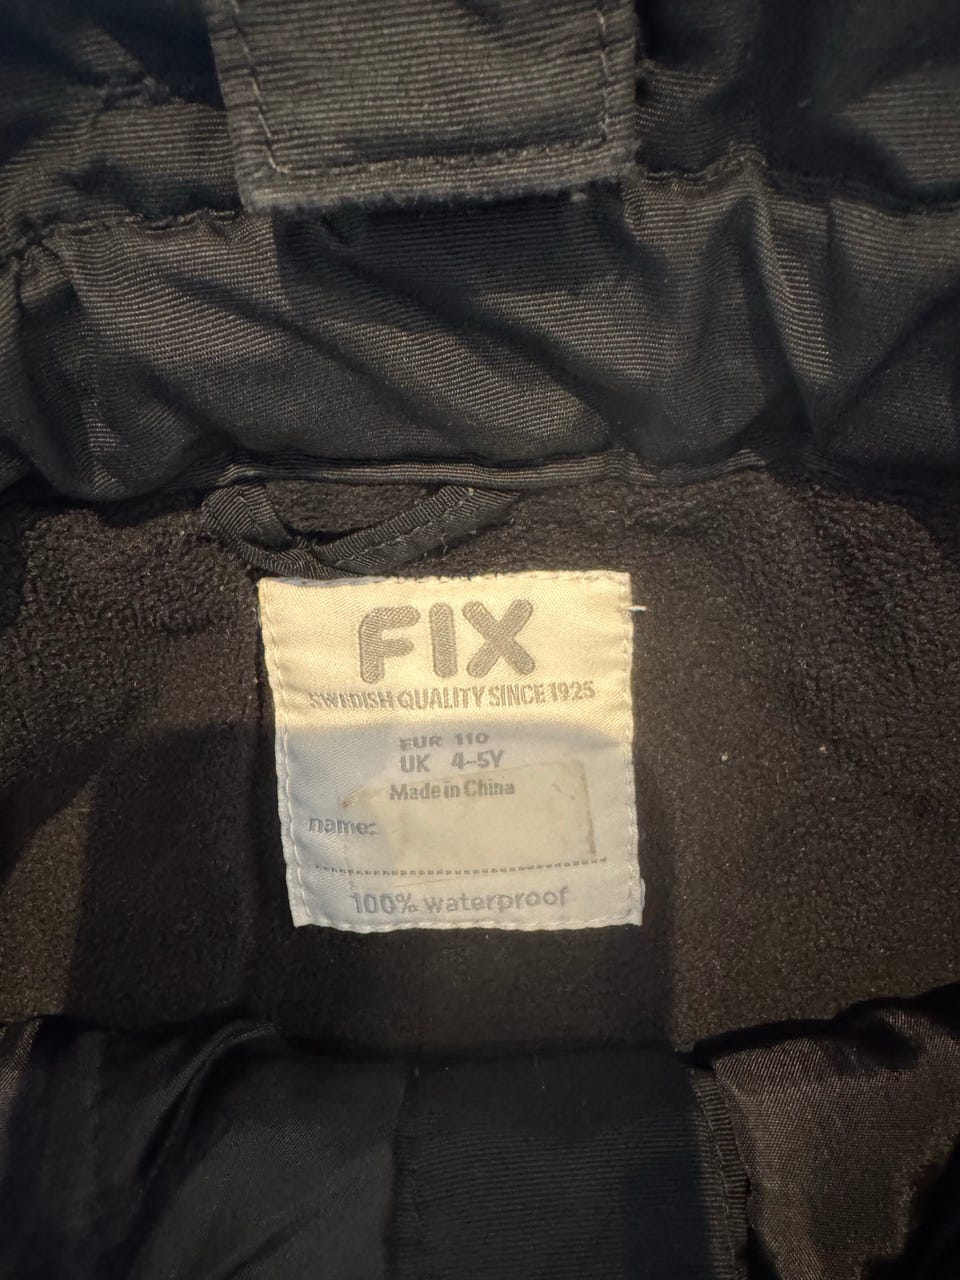 FIX
SWEDISH QUALITY SINCE 1925
EUR 110
UK 4-5Y
Made in China
name:
100% waterproof